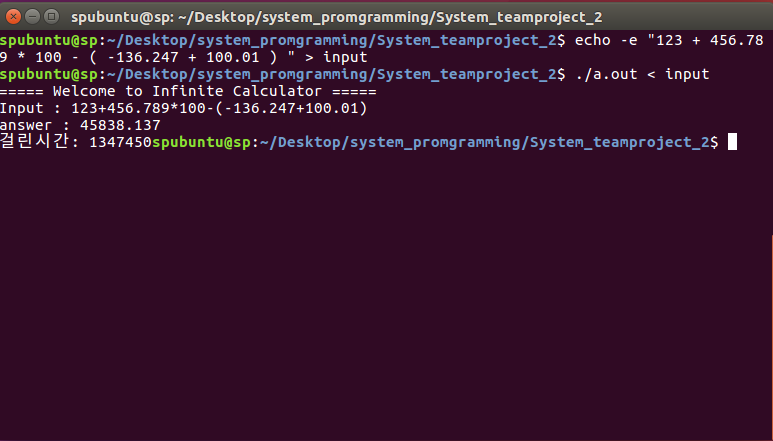 spubuntu@sp: ~/Desktop/system_promgramming/System_teamproject_2
spubuntu@sp:~/Desktop/system_promgramming/System_teamproject_2$ echo -e "123 + 456.78
9 * 100 - ( -136.247 + 100.01 ) " > input
spubuntu@sp:~/Desktop/system_promgramming/System_teamproject_2$ ./a.out < input
===== Welcome to Infinite Calculator =====
Input : 123+456.789*100-(-136.247+100.01)
answer : 45838.137
걸린시간: 1347450spubuntu@sp:~/Desktop/system_promgramming/System_teamproject_2$